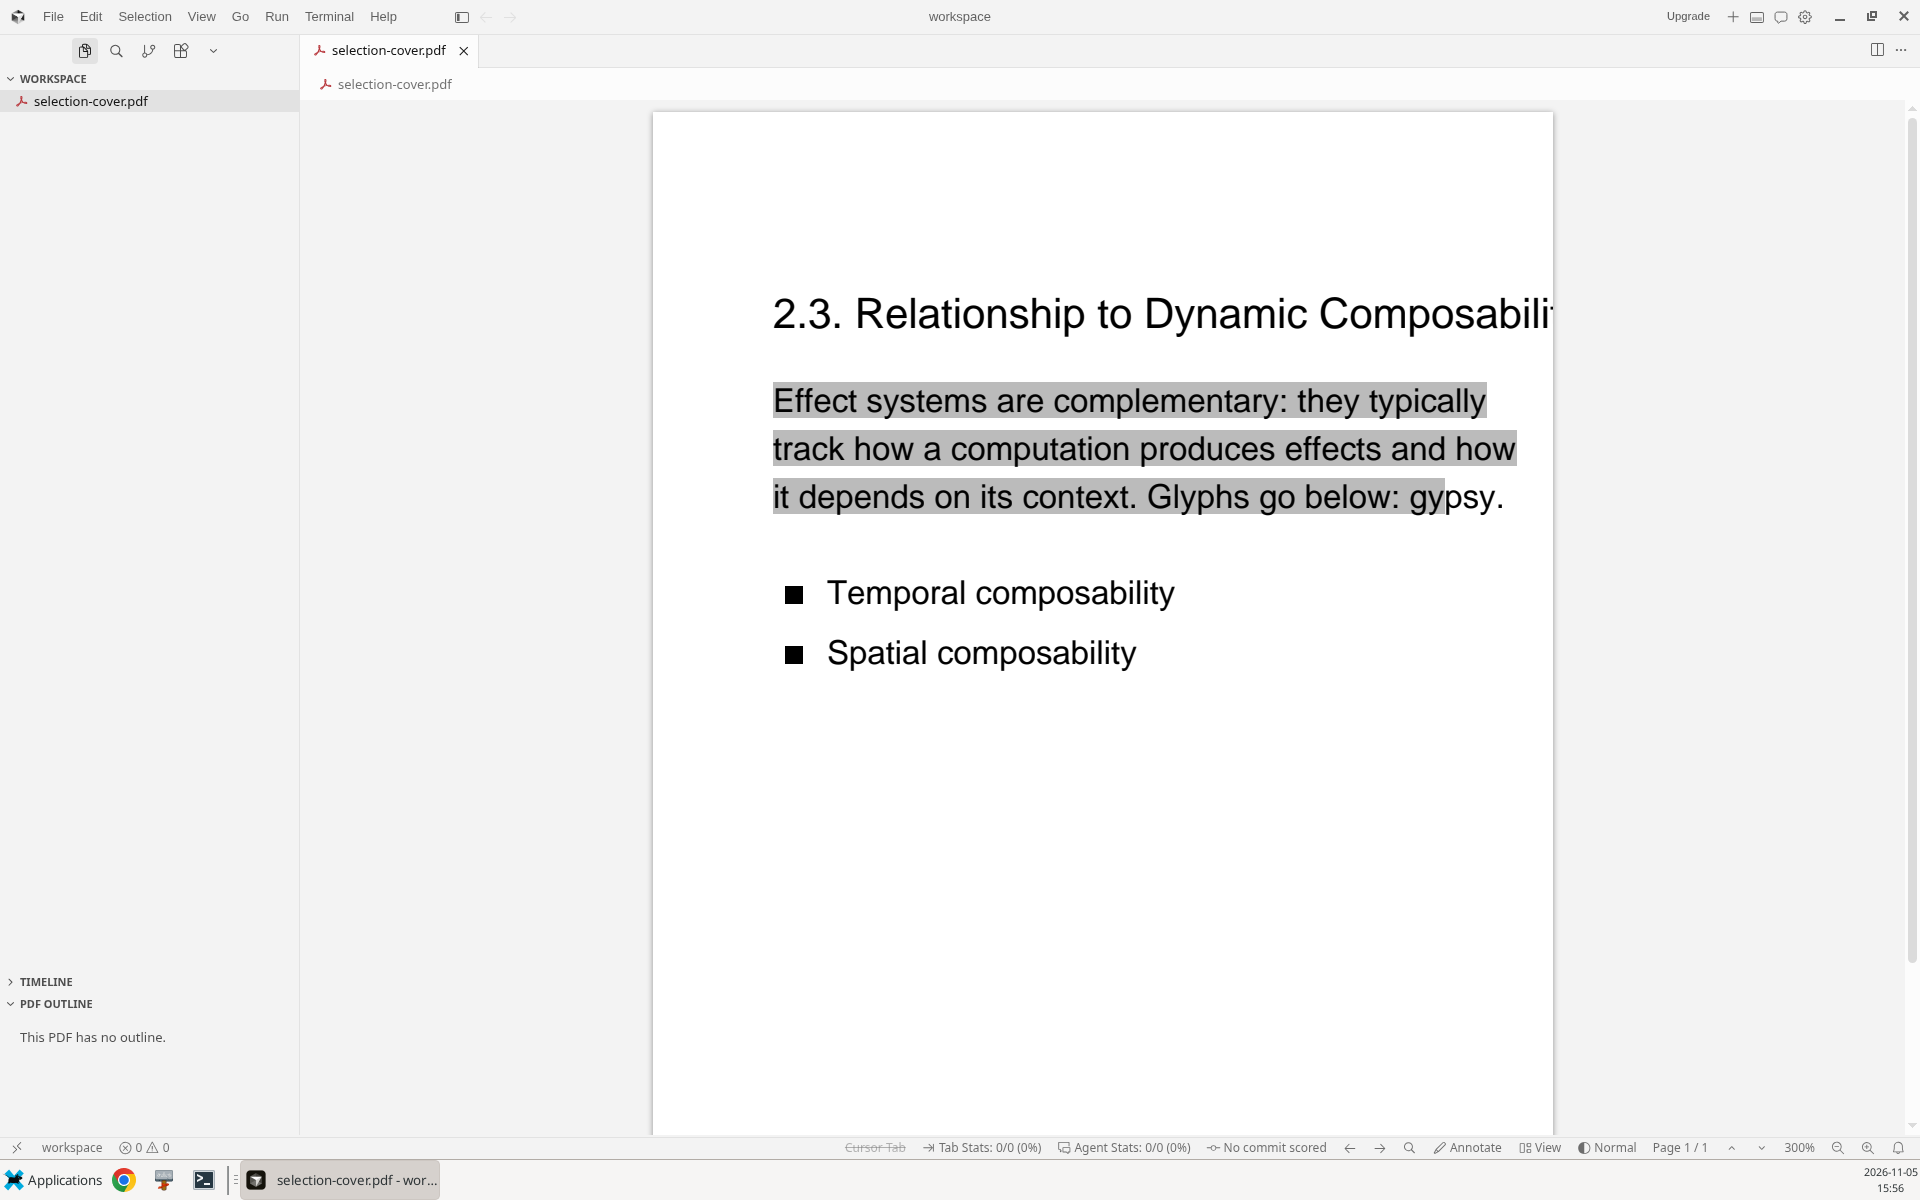 File Edit Selection View Go Run Terminal Help
workspace
Upgrade
selection-cover.pdf
WORKSPACE
selection-cover.pdf
selection-cover.pdf
2.3. Relationship to Dynamic Composabili
Effect systems are complementary: they typically
track how a computation produces effects and how
it depends on its context. Glyphs go below: gypsy.
■ Temporal composability
■ Spatial composability
TIMELINE
PDF OUTLINE
This PDF has no outline.
workspace 0 0 Cursor Tab Tab Stats: 0/0 (0%) Agent Stats: 0/0 (0%) No commit scored Annotate View Normal Page 1 / 1 300%
Applications selection-cover.pdf - wor... 2026-11-05
15:56